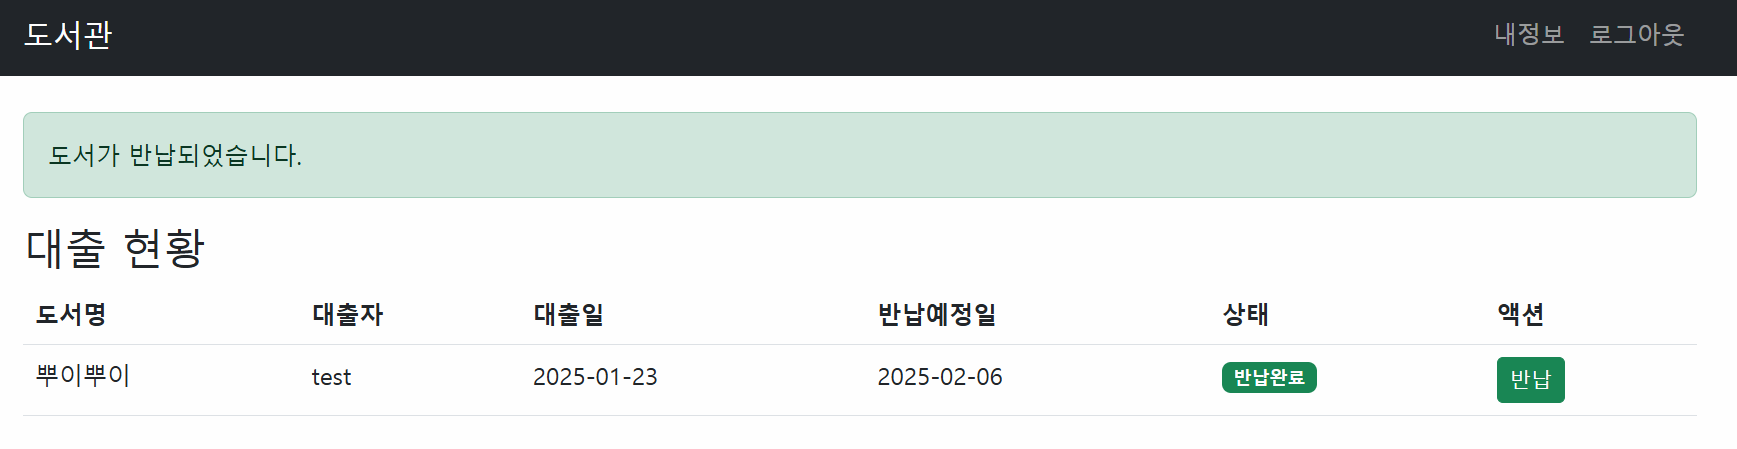 도서관 내정보 로그아웃
도서가 반납되었습니다.
대출 현황
도서명 대출자 대출일 반납예정일 상태 액션
뿌이뿌이 test 2025-01-23 2025-02-06 반납완료 반납